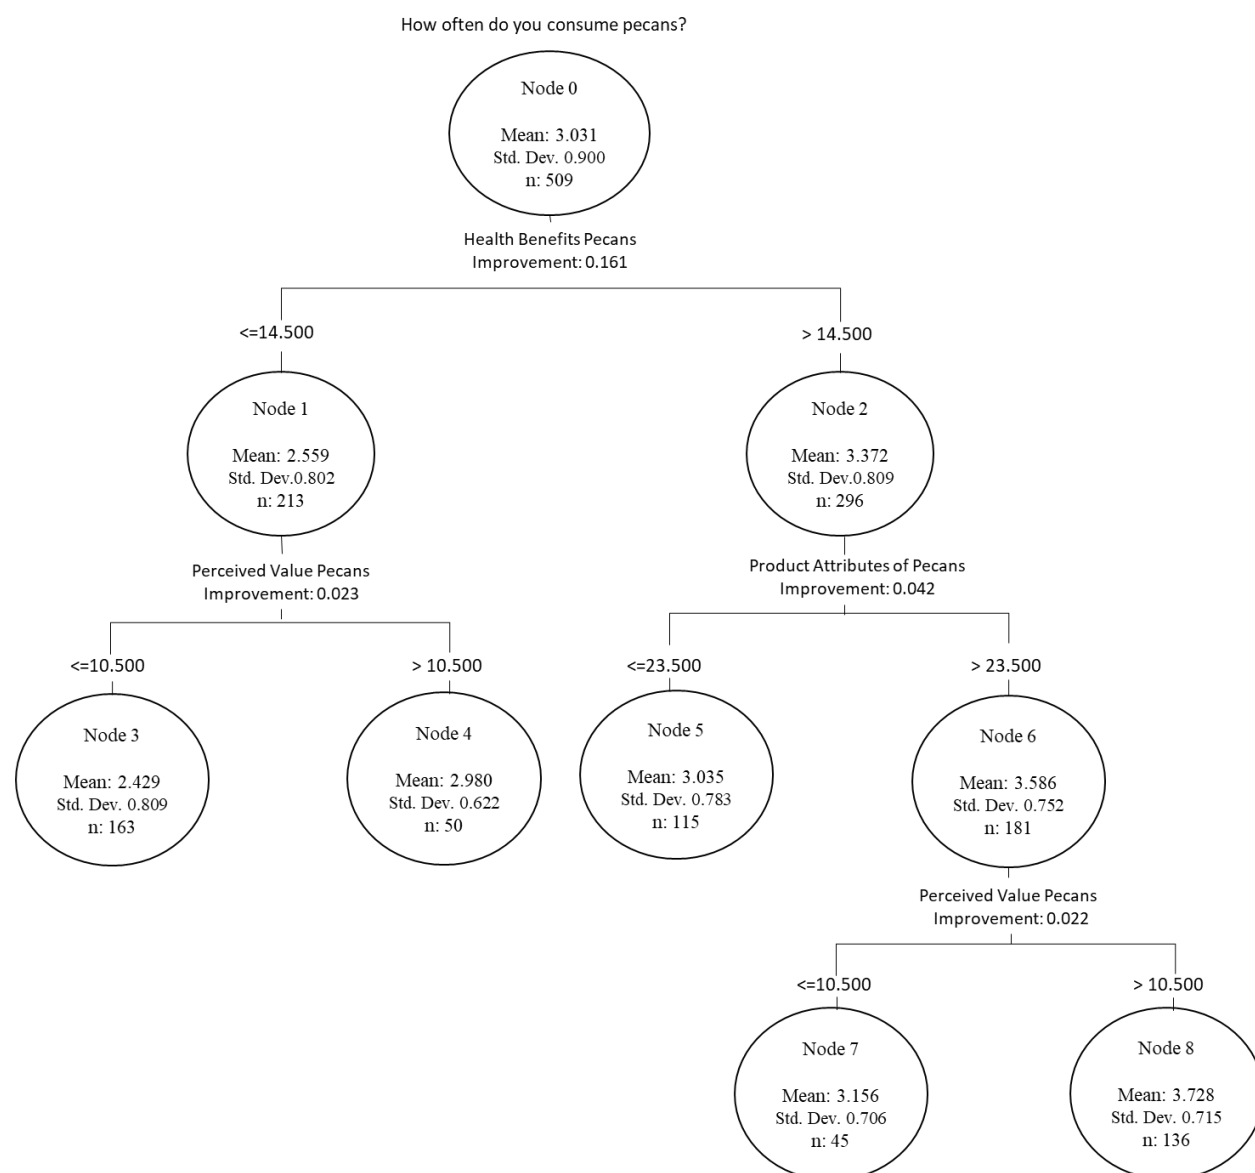 How often do you consume pecans?
Node 0
Mean: 3.031
Std. Dev. 0.900
n: 509
Health Benefits Pecans
Improvement: 0.161
<=14.500
> 14.500
Node 1
Mean: 2.559
Std. Dev.0.802
n: 213
Node 2
Mean: 3.372
Std. Dev.0.809
n: 296
Perceived Value Pecans
Improvement: 0.023
Product Attributes of Pecans
Improvement: 0.042
<=10.500
> 10.500
<=23.500
> 23.500
Node 3
Mean: 2.429
Std. Dev. 0.809
n: 163
Node 4
Mean: 2.980
Std. Dev. 0.622
n: 50
Node 5
Mean: 3.035
Std. Dev. 0.783
n: 115
Node 6
Mean: 3.586
Std. Dev. 0.752
n: 181
Perceived Value Pecans
Improvement: 0.022
<=10.500
> 10.500
Node 7
Mean: 3.156
Std. Dev. 0.706
n: 45
Node 8
Mean: 3.728
Std. Dev. 0.715
n: 136